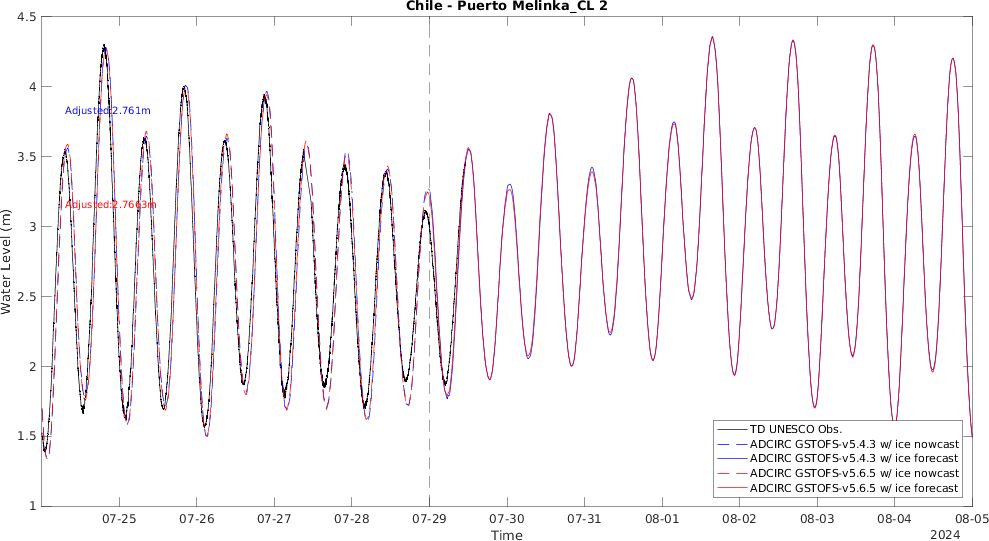 Chile - Puerto Melinka_CL 2
4.5
4
3.5
3
2.5
2
1.5
1
Water Level (m)
Adjusted:2.761m
Adjusted:2.7663m
TD UNESCO Obs.
ADCIRC GSTOFS-v5.4.3 w/ ice nowcast
ADCIRC GSTOFS-v5.4.3 w/ ice forecast
ADCIRC GSTOFS-v5.6.5 w/ ice nowcast
ADCIRC GSTOFS-v5.6.5 w/ ice forecast
07-25 07-26 07-27 07-28 07-29 07-30 07-31 08-01 08-02 08-03 08-04 08-05
Time
2024